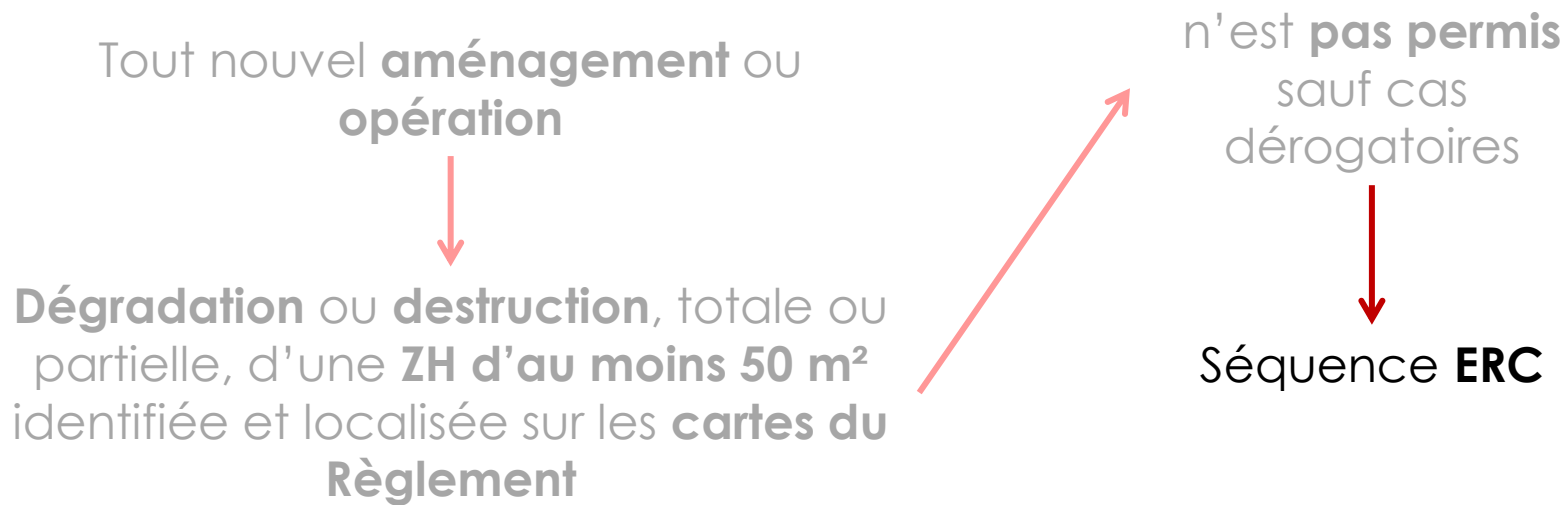 Tout nouvel aménagement ou
opération
Dégradation ou destruction, totale ou
partielle, d’une ZH d’au moins 50 m²
identifiée et localisée sur les cartes du
Règlement
n’est pas permis
sauf cas
dérogatoires
Séquence ERC